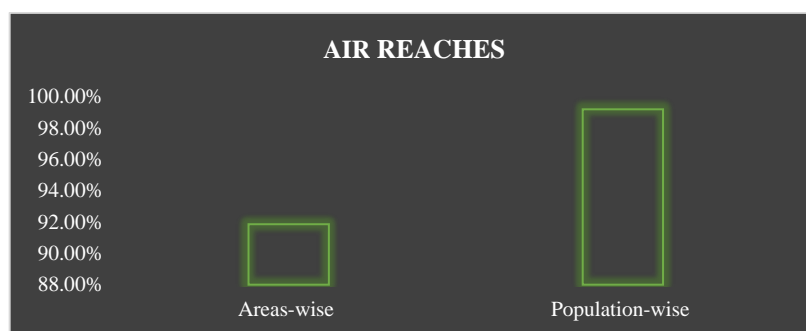 AIR REACHES
100.00%
98.00%
96.00%
94.00%
92.00%
90.00%
88.00%
Areas-wise
Population-wise